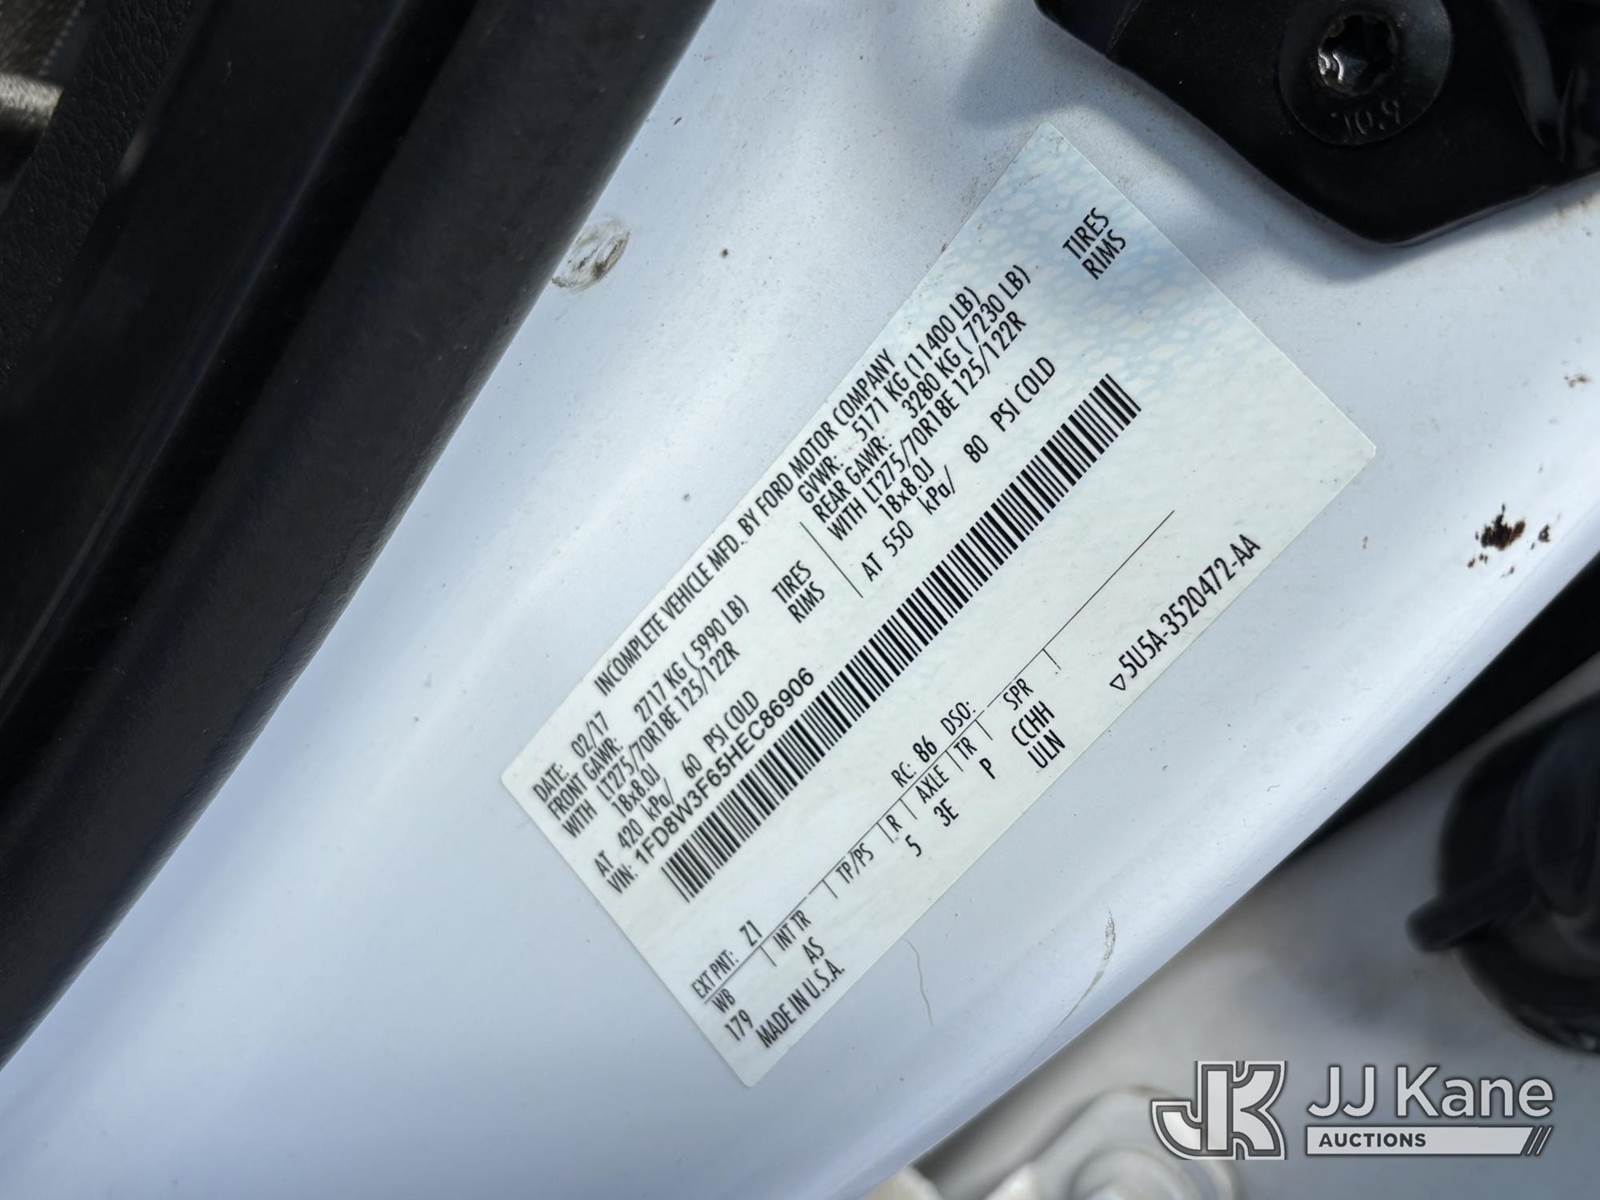 10.9
INCOMPLETE VEHICLE MFD. BY FORD MOTOR COMPANY
DATE: 02/17 GVWR: 5171 KG (11400 LB)
FRONT GAWR: 2717 KG ( 5990 LB) REAR GAWR: 3280 KG ( 7230 LB)
WITH LT275/70R18E 125/122R TIRES WITH LT275/70R18E 125/122R TIRES
18x8.0J RIMS 18x8.0J RIMS
AT 420 kPa/ 60 PSI COLD AT 550 kPa/ 80 PSI COLD
VIN: 1FD8W3F65HEC86906
EXT PNT: Z1 RC: 86 DSO:
WB INT TR TP/PS R AXLE TR SPR
179 AS 5 3E P CCHH
MADE IN U.S.A. ULN
▽5U5A-3520472-AA
JK JJ Kane
AUCTIONS